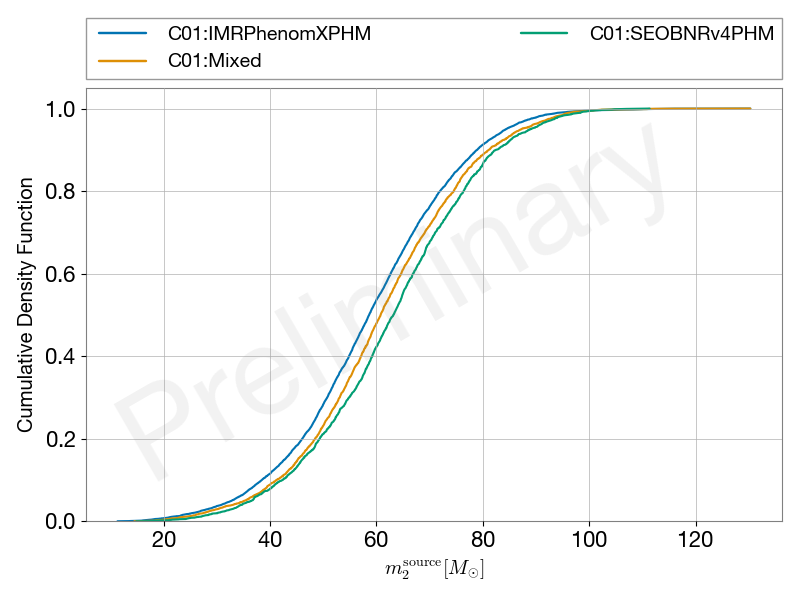 C01:IMRPhenomXPHM
C01:Mixed
C01:SEOBNRv4PHM
Preliminary
Cumulative Density Function
1.0
0.8
0.6
0.4
0.2
0.0
20 40 60 80 100 120
m₂^source [M☉]